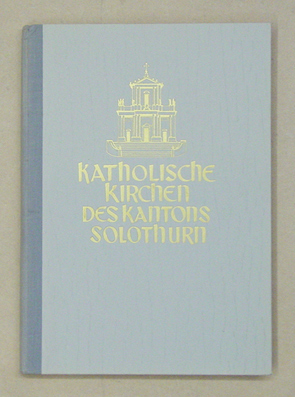 KATHOLISCHE
KIRCHEN
DES KANTONS
SOLOTHURN